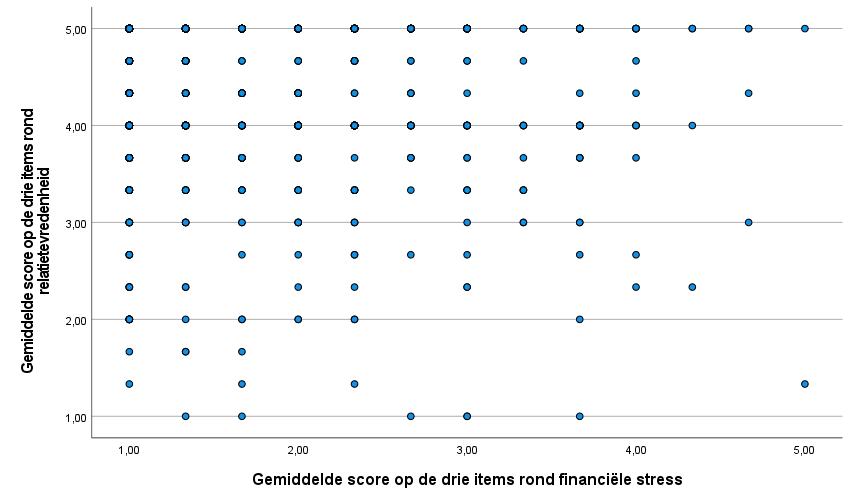 Gemiddelde score op de drie items rond
relatietevredenheid
5,00
4,00
3,00
2,00
1,00
1,00 2,00 3,00 4,00 5,00
Gemiddelde score op de drie items rond financiële stress